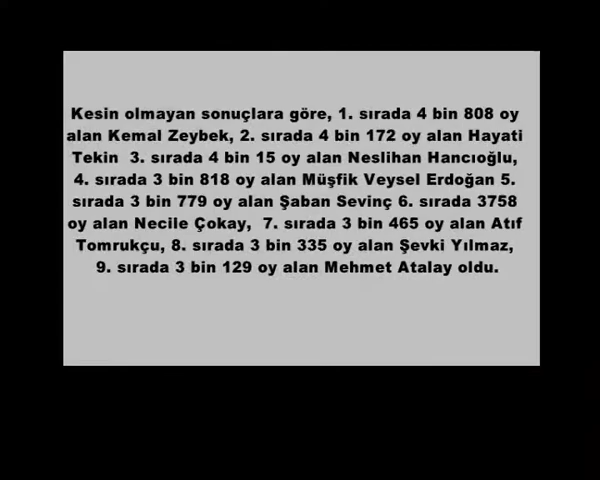 Kesin olmayan sonuçlara göre, 1. sırada 4 bin 808 oy
alan Kemal Zeybek, 2. sırada 4 bin 172 oy alan Hayati
Tekin 3. sırada 4 bin 15 oy alan Neslihan Hancıoğlu,
4. sırada 3 bin 818 oy alan Müşfik Veysel Erdoğan 5.
sırada 3 bin 779 oy alan Şaban Sevinç 6. sırada 3758
oy alan Necile Çokay, 7. sırada 3 bin 465 oy alan Atıf
Tomrukçu, 8. sırada 3 bin 335 oy alan Şevki Yılmaz,
9. sırada 3 bin 129 oy alan Mehmet Atalay oldu.